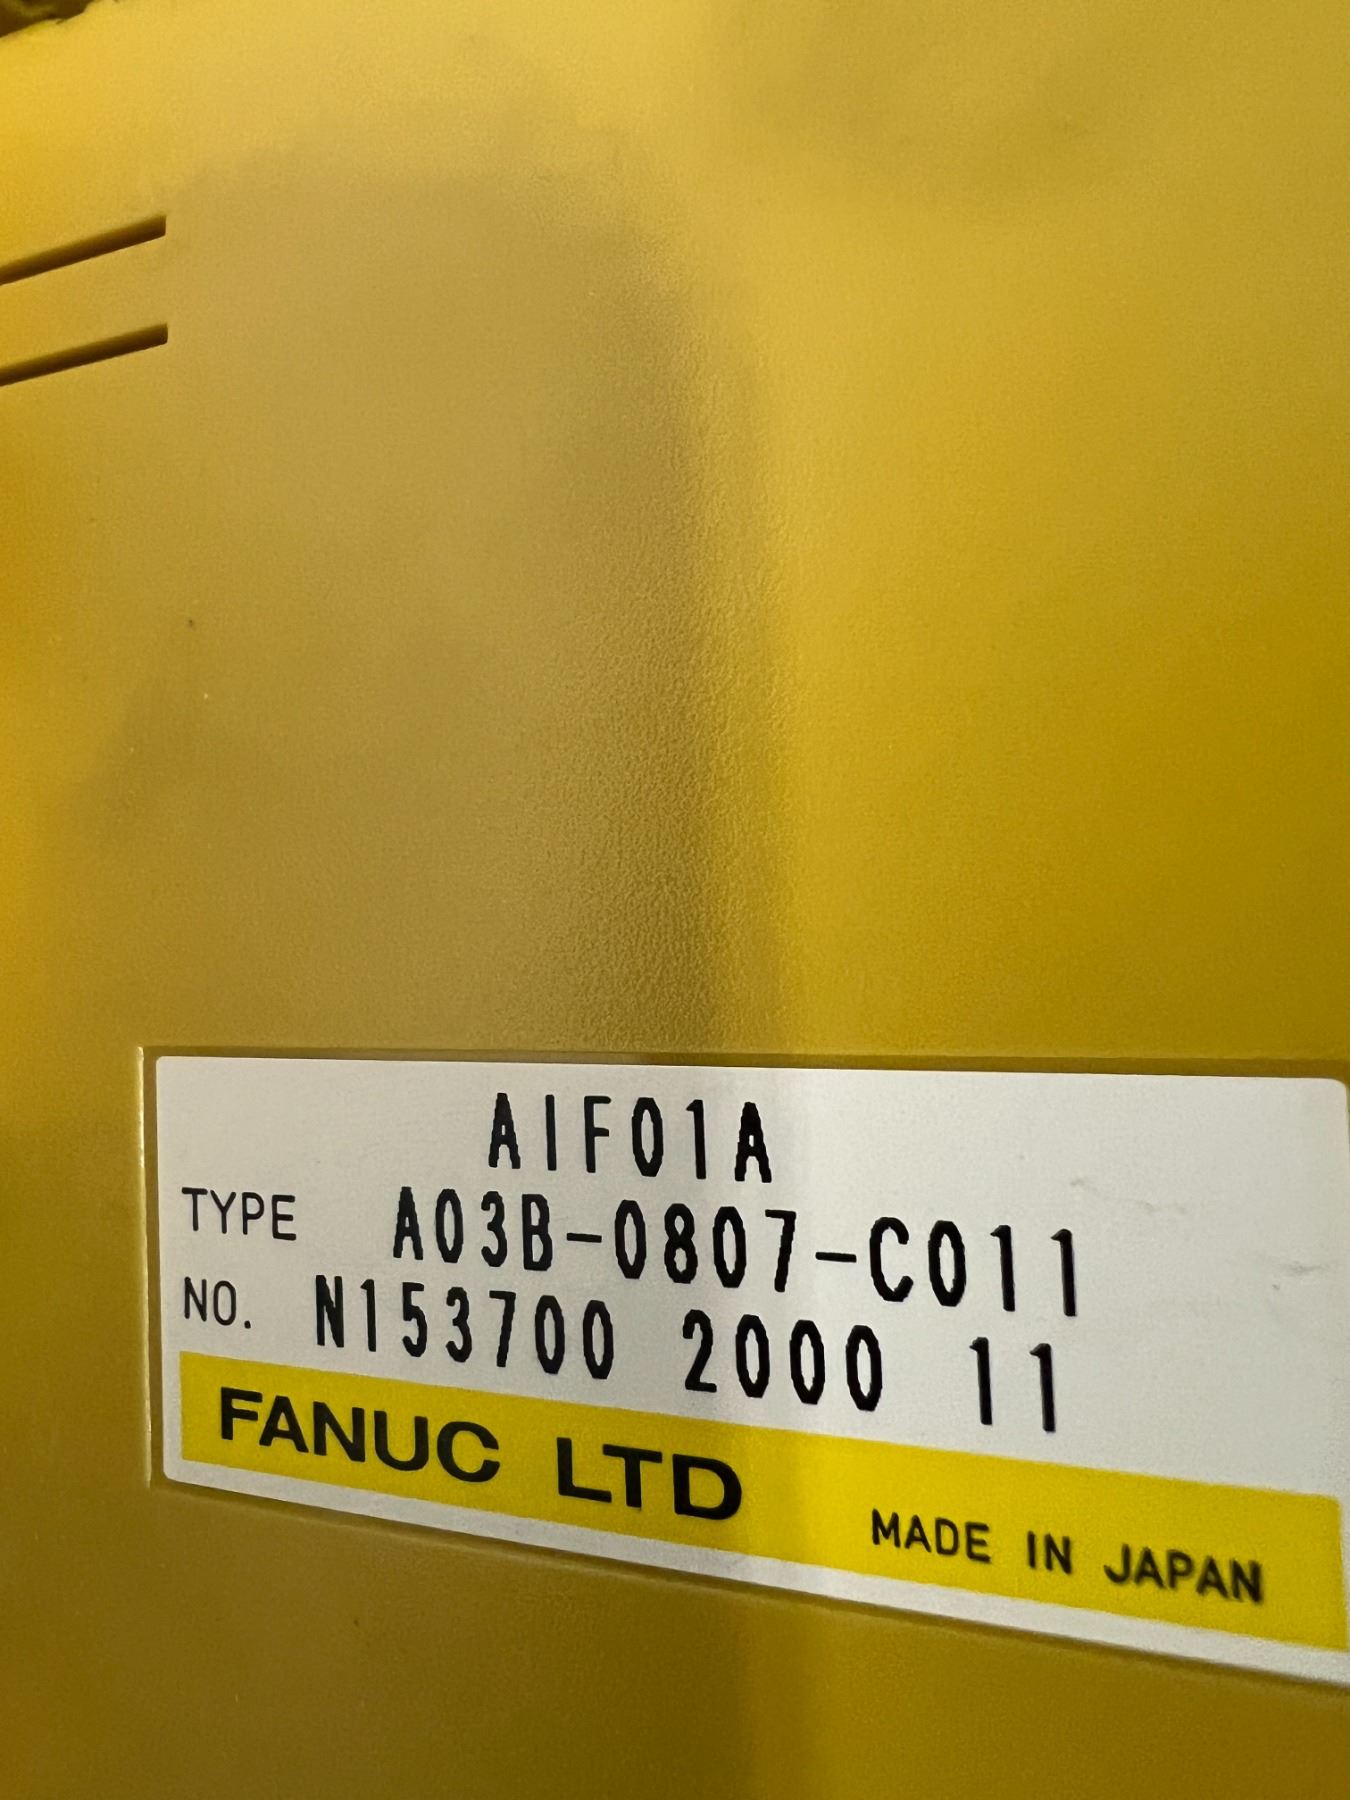 AIF01A
TYPE A03B-0807-C011
NO. N153700 2000 11
FANUC LTD MADE IN JAPAN